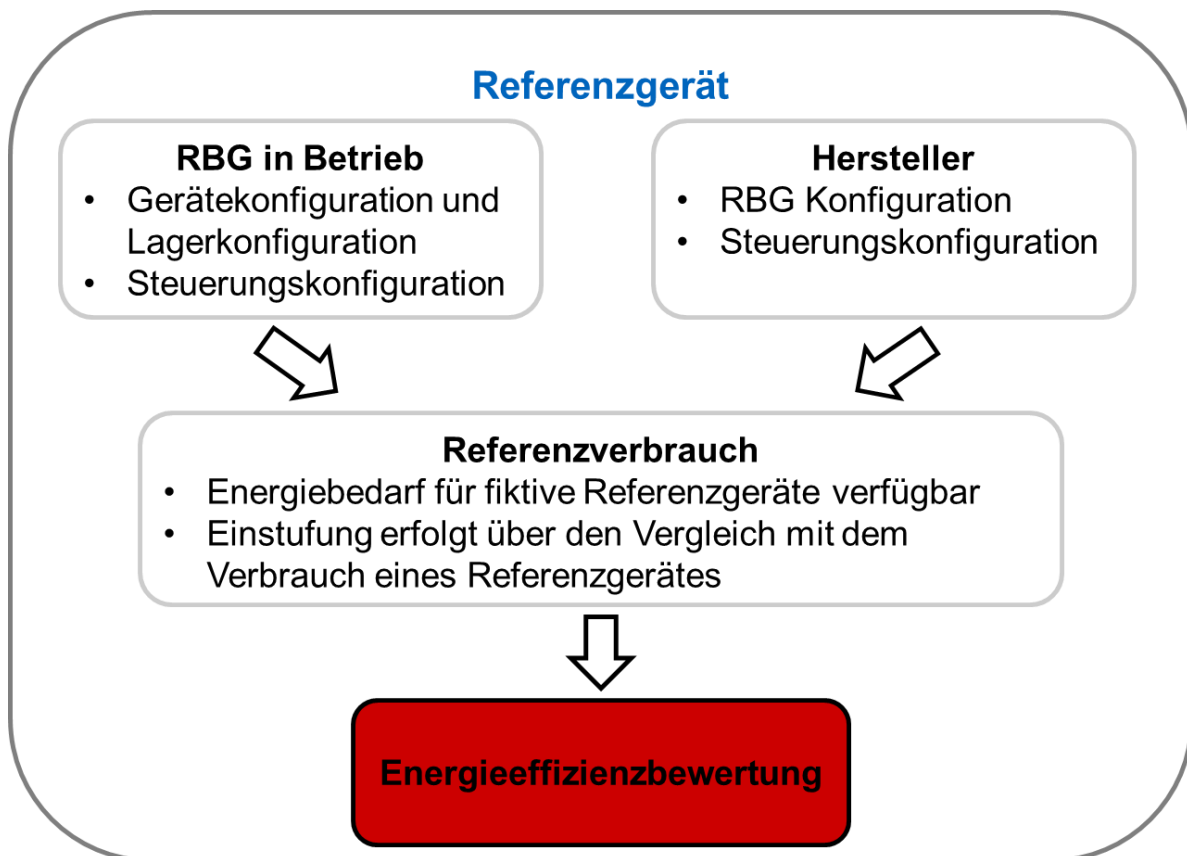 Referenzgerät
RBG in Betrieb
• Gerätekonfiguration und
Lagerkonfiguration
• Steuerungskonfiguration
Hersteller
• RBG Konfiguration
• Steuerungskonfiguration
Referenzverbrauch
• Energiebedarf für fiktive Referenzgeräte verfügbar
• Einstufung erfolgt über den Vergleich mit dem
Verbrauch eines Referenzgerätes
Energieeffizienzbewertung